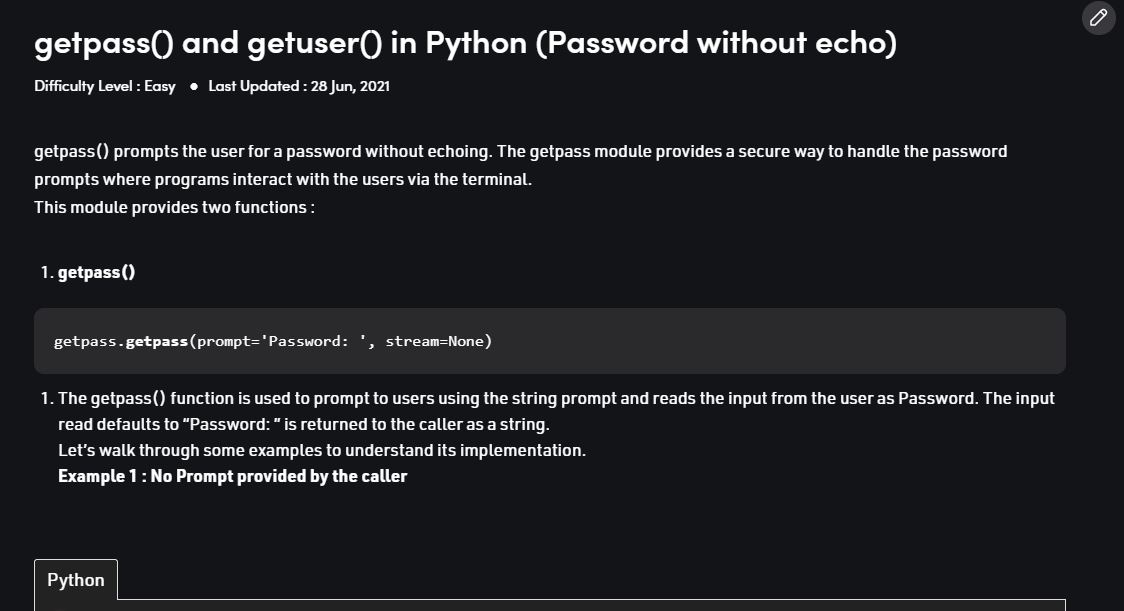 getpass() and getuser() in Python (Password without echo)
Difficulty Level : Easy ● Last Updated : 28 Jun, 2021
getpass() prompts the user for a password without echoing. The getpass module provides a secure way to handle the password
prompts where programs interact with the users via the terminal.
This module provides two functions :
1. getpass()
getpass.getpass(prompt='Password: ', stream=None)
1. The getpass() function is used to prompt to users using the string prompt and reads the input from the user as Password. The input
read defaults to “Password: ” is returned to the caller as a string.
Let’s walk through some examples to understand its implementation.
Example 1 : No Prompt provided by the caller
Python